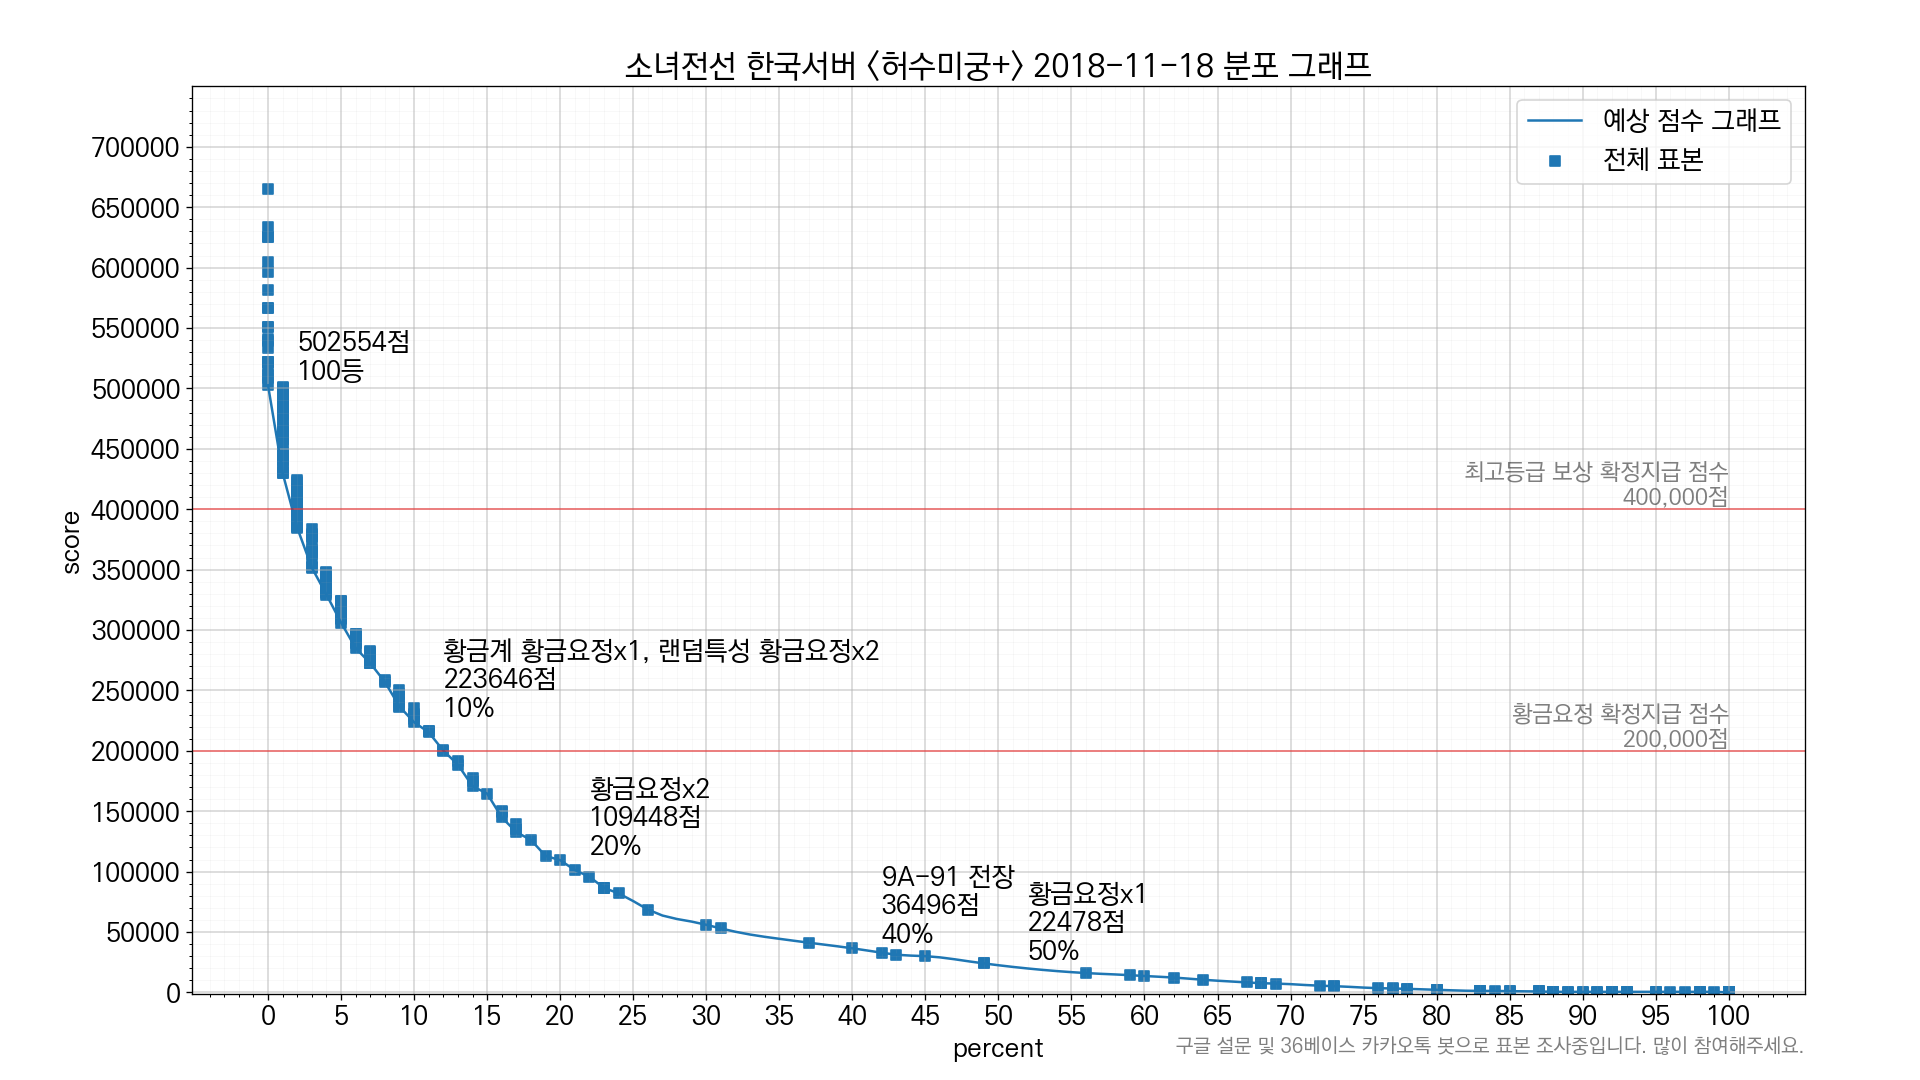 소녀전선 한국서버 <허수미궁+> 2018-11-18 분포 그래프
예상 점수 그래프
전체 표본
score
700000
650000
600000
550000
500000
450000
400000
350000
300000
250000
200000
150000
100000
50000
0
502554점
100등
최고등급 보상 확정지급 점수
400,000점
황금계 황금요정x1, 랜덤특성 황금요정x2
223646점
10%
황금요정 확정지급 점수
200,000점
황금요정x2
109448점
20%
9A-91 전장
36496점
40%
황금요정x1
22478점
50%
0 5 10 15 20 25 30 35 40 45 50 55 60 65 70 75 80 85 90 95 100
percent
구글 설문 및 36베이스 카카오톡 봇으로 표본 조사중입니다. 많이 참여해주세요.